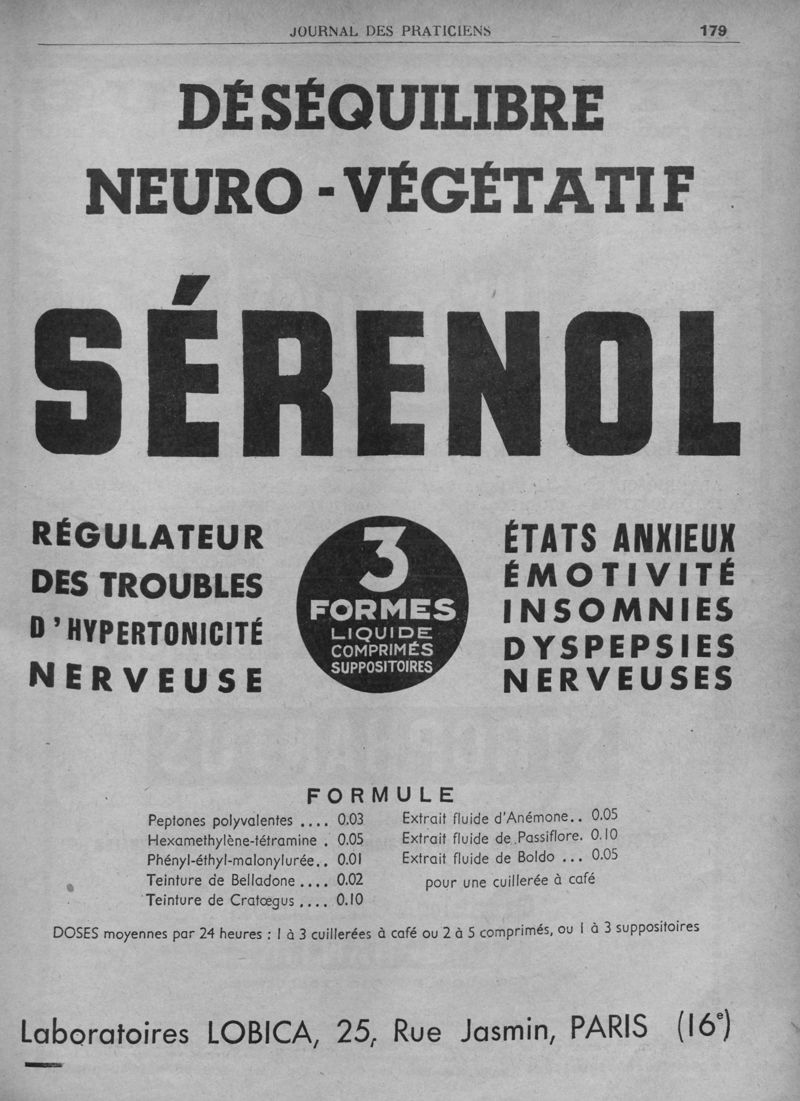 JOURNAL DES PRATICIENS 179
DÉSÉQUILIBRE
NEURO-VÉGÉTATIF
SÉRENOL
RÉGULATEUR
DES TROUBLES
D'HYPERTONICITÉ
NERVEUSE
3
FORMES
LIQUIDE
COMPRIMÉS
SUPPOSITOIRES
ÉTATS ANXIEUX
ÉMOTIVITÉ
INSOMNIES
DYSPEPSIES
NERVEUSES
FORMULE
Peptones polyvalentes .... 0.03
Hexamethylène-tétramine . 0.05
Phényl-éthyl-malonylurée.. 0.01
Teinture de Belladone .... 0.02
Teinture de Cratœgus .... 0.10
Extrait fluide d'Anémone.. 0.05
Extrait fluide de Passiflore. 0.10
Extrait fluide de Boldo ... 0.05
pour une cuillerée à café
DOSES moyennes par 24 heures : 1 à 3 cuillerées à café ou 2 à 5 comprimés, ou 1 à 3 suppositoires
Laboratoires LOBICA, 25, Rue Jasmin, PARIS (16e)